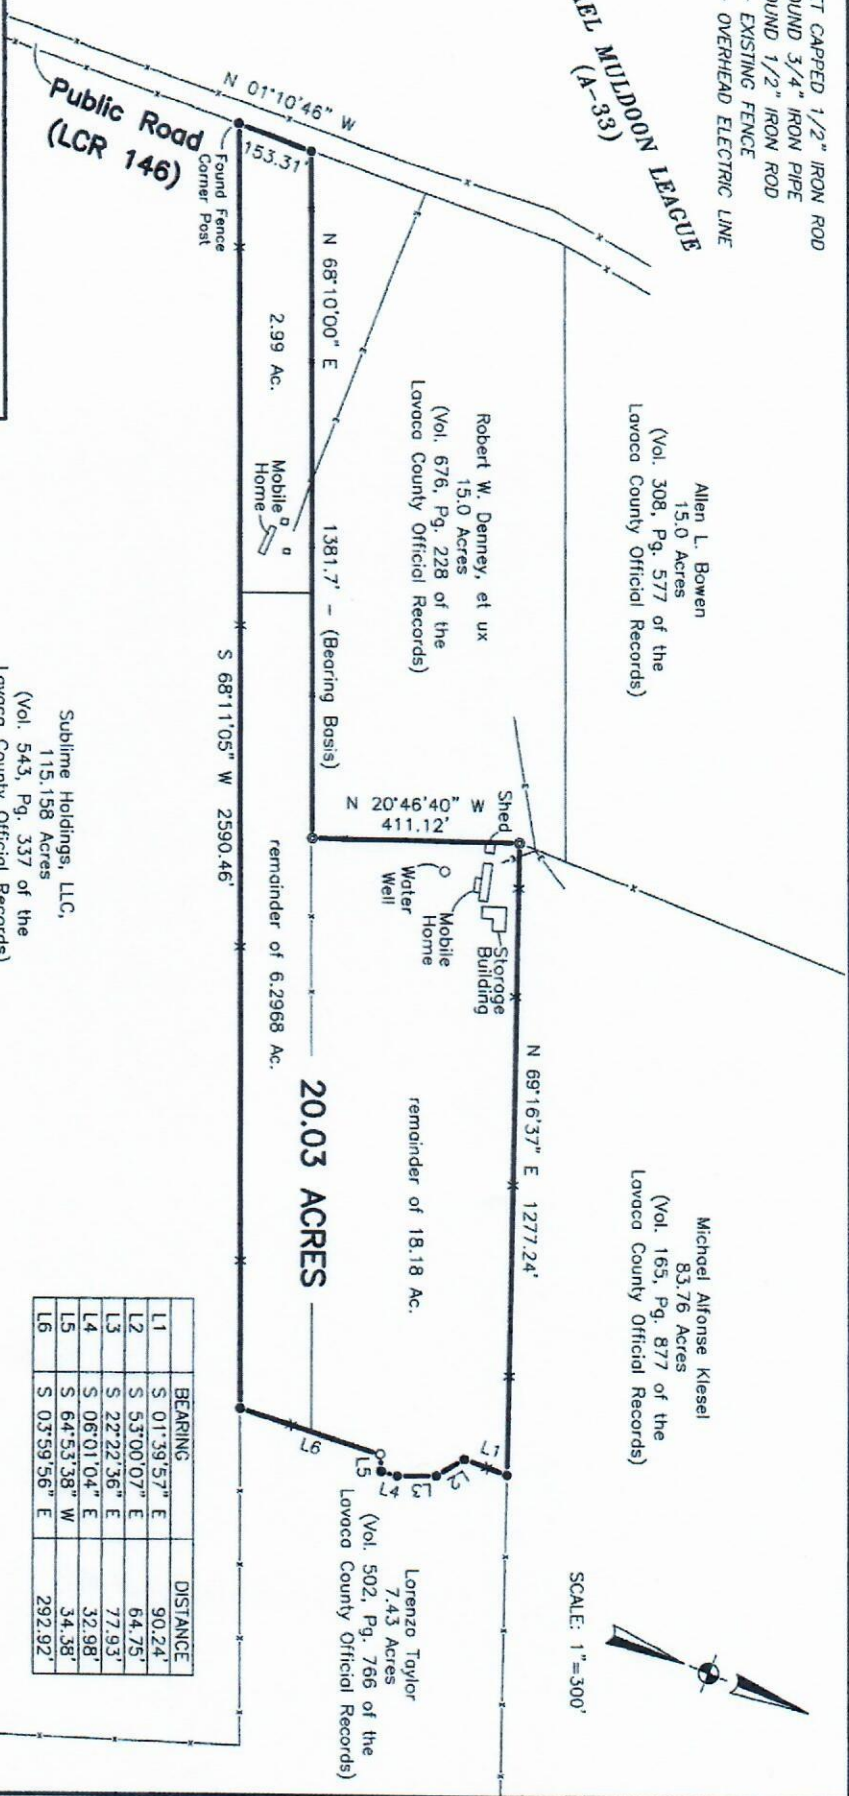 CAPPED 1/2" IRON ROD
3/4" IRON PIPE
1/2" IRON ROD
EXISTING FENCE
OVERHEAD ELECTRIC LINE
MULDOON LEAGUE
(A-33)
Allen L. Bowen
15.0 Acres
(Vol. 308, Pg. 577 of the
Lavaca County Official Records)
Michael Alfonse Klesel
83.76 Acres
(Vol. 165, Pg. 877 of the
Lavaca County Official Records)
SCALE: 1"=300'
Robert W. Denney, et ux
15.0 Acres
(Vol. 676, Pg. 228 of the
Lavaca County Official Records)
N 01°10'46" W
153.31'
Public Road
(LCR 146)
Found Fence
Corner Post
N 68°10'00" E
1381.7' - (Bearing Basis)
2.99 Ac.
Mobile
Home
N 20°46'40" W
411.12'
Shed
Storage
Building
Mobile
Home
Water
Well
N 69°16'37" E 1277.24'
remainder of 18.18 Ac.
20.03 ACRES
remainder of 6.2968 Ac.
S 68°11'05" W 2590.46'
L1
L2
L3
L4
L5
L6
Lorenzo Taylor
7.43 Acres
(Vol. 502, Pg. 766 of the
Lavaca County Official Records)
Sublime Holdings, LLC,
115.158 Acres
(Vol. 543, Pg. 337 of the
Lavaca County Official Records)
BEARING DISTANCE
L1 S 01°39'57" E 90.24'
L2 S 53°00'07" E 64.75'
L3 S 22°22'36" E 77.93'
L4 S 06°01'04" E 32.98'
L5 S 64°53'38" W 34.38'
L6 S 03°59'56" E 292.92'